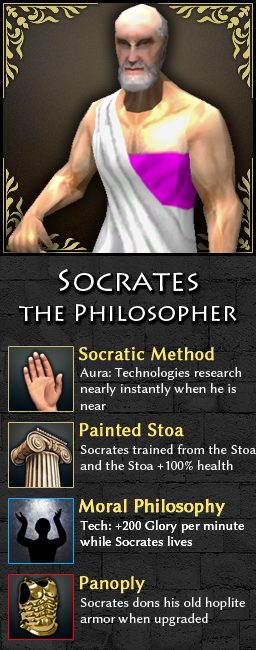 Socrates
the Philosopher
Socratic Method
Aura: Technologies research
nearly instantly when he is
near
Painted Stoa
Socrates trained from the Stoa
and the Stoa +100% health
Moral Philosophy
Tech: +200 Glory per minute
while Socrates lives
Panoply
Socrates dons his old hoplite
armor when upgraded